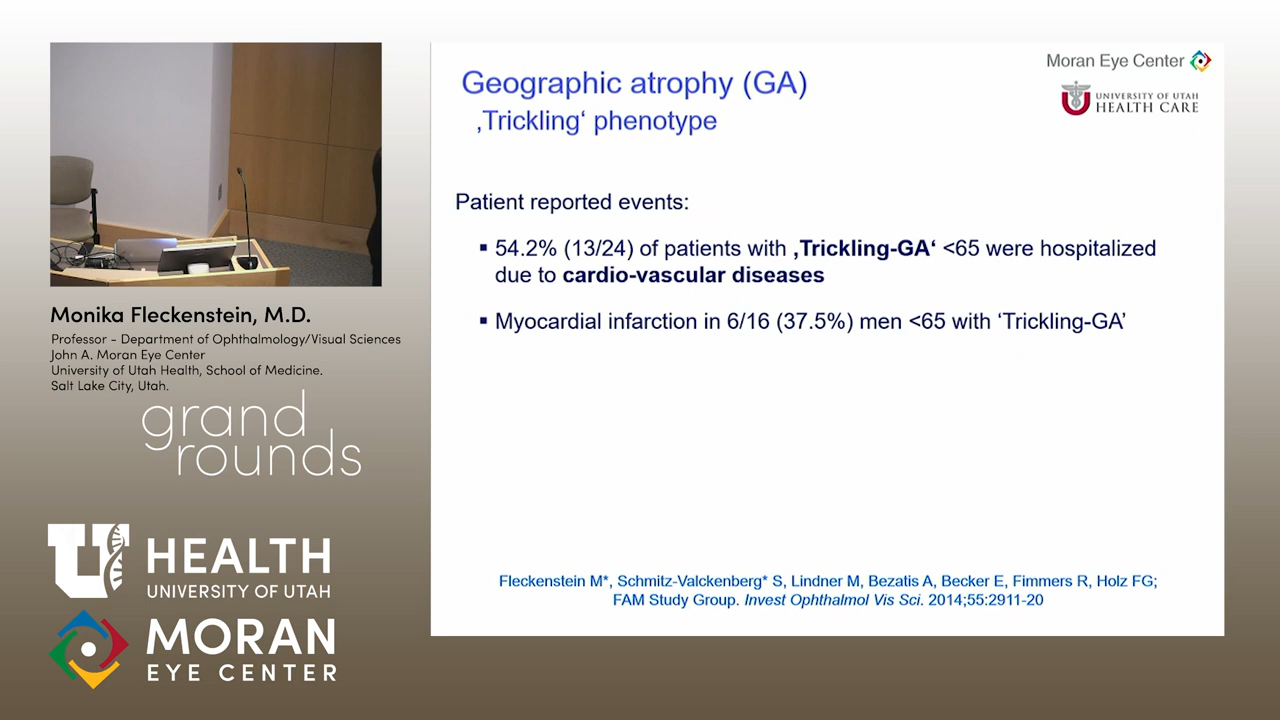 Monika Fleckenstein, M.D.
Professor - Department of Ophthalmology/Visual Sciences
John A. Moran Eye Center
University of Utah Health, School of Medicine.
Salt Lake City, Utah.
grand
rounds
U HEALTH
UNIVERSITY OF UTAH
MORAN
EYE CENTER
Geographic atrophy (GA)
‚Trickling‘ phenotype
Moran Eye Center
UNIVERSITY OF UTAH
HEALTH CARE
Patient reported events:
▪ 54.2% (13/24) of patients with ‚Trickling-GA‘ <65 were hospitalized
due to cardio-vascular diseases
▪ Myocardial infarction in 6/16 (37.5%) men <65 with ‘Trickling-GA’
Fleckenstein M*, Schmitz-Valckenberg* S, Lindner M, Bezatis A, Becker E, Fimmers R, Holz FG;
FAM Study Group. Invest Ophthalmol Vis Sci. 2014;55:2911-20